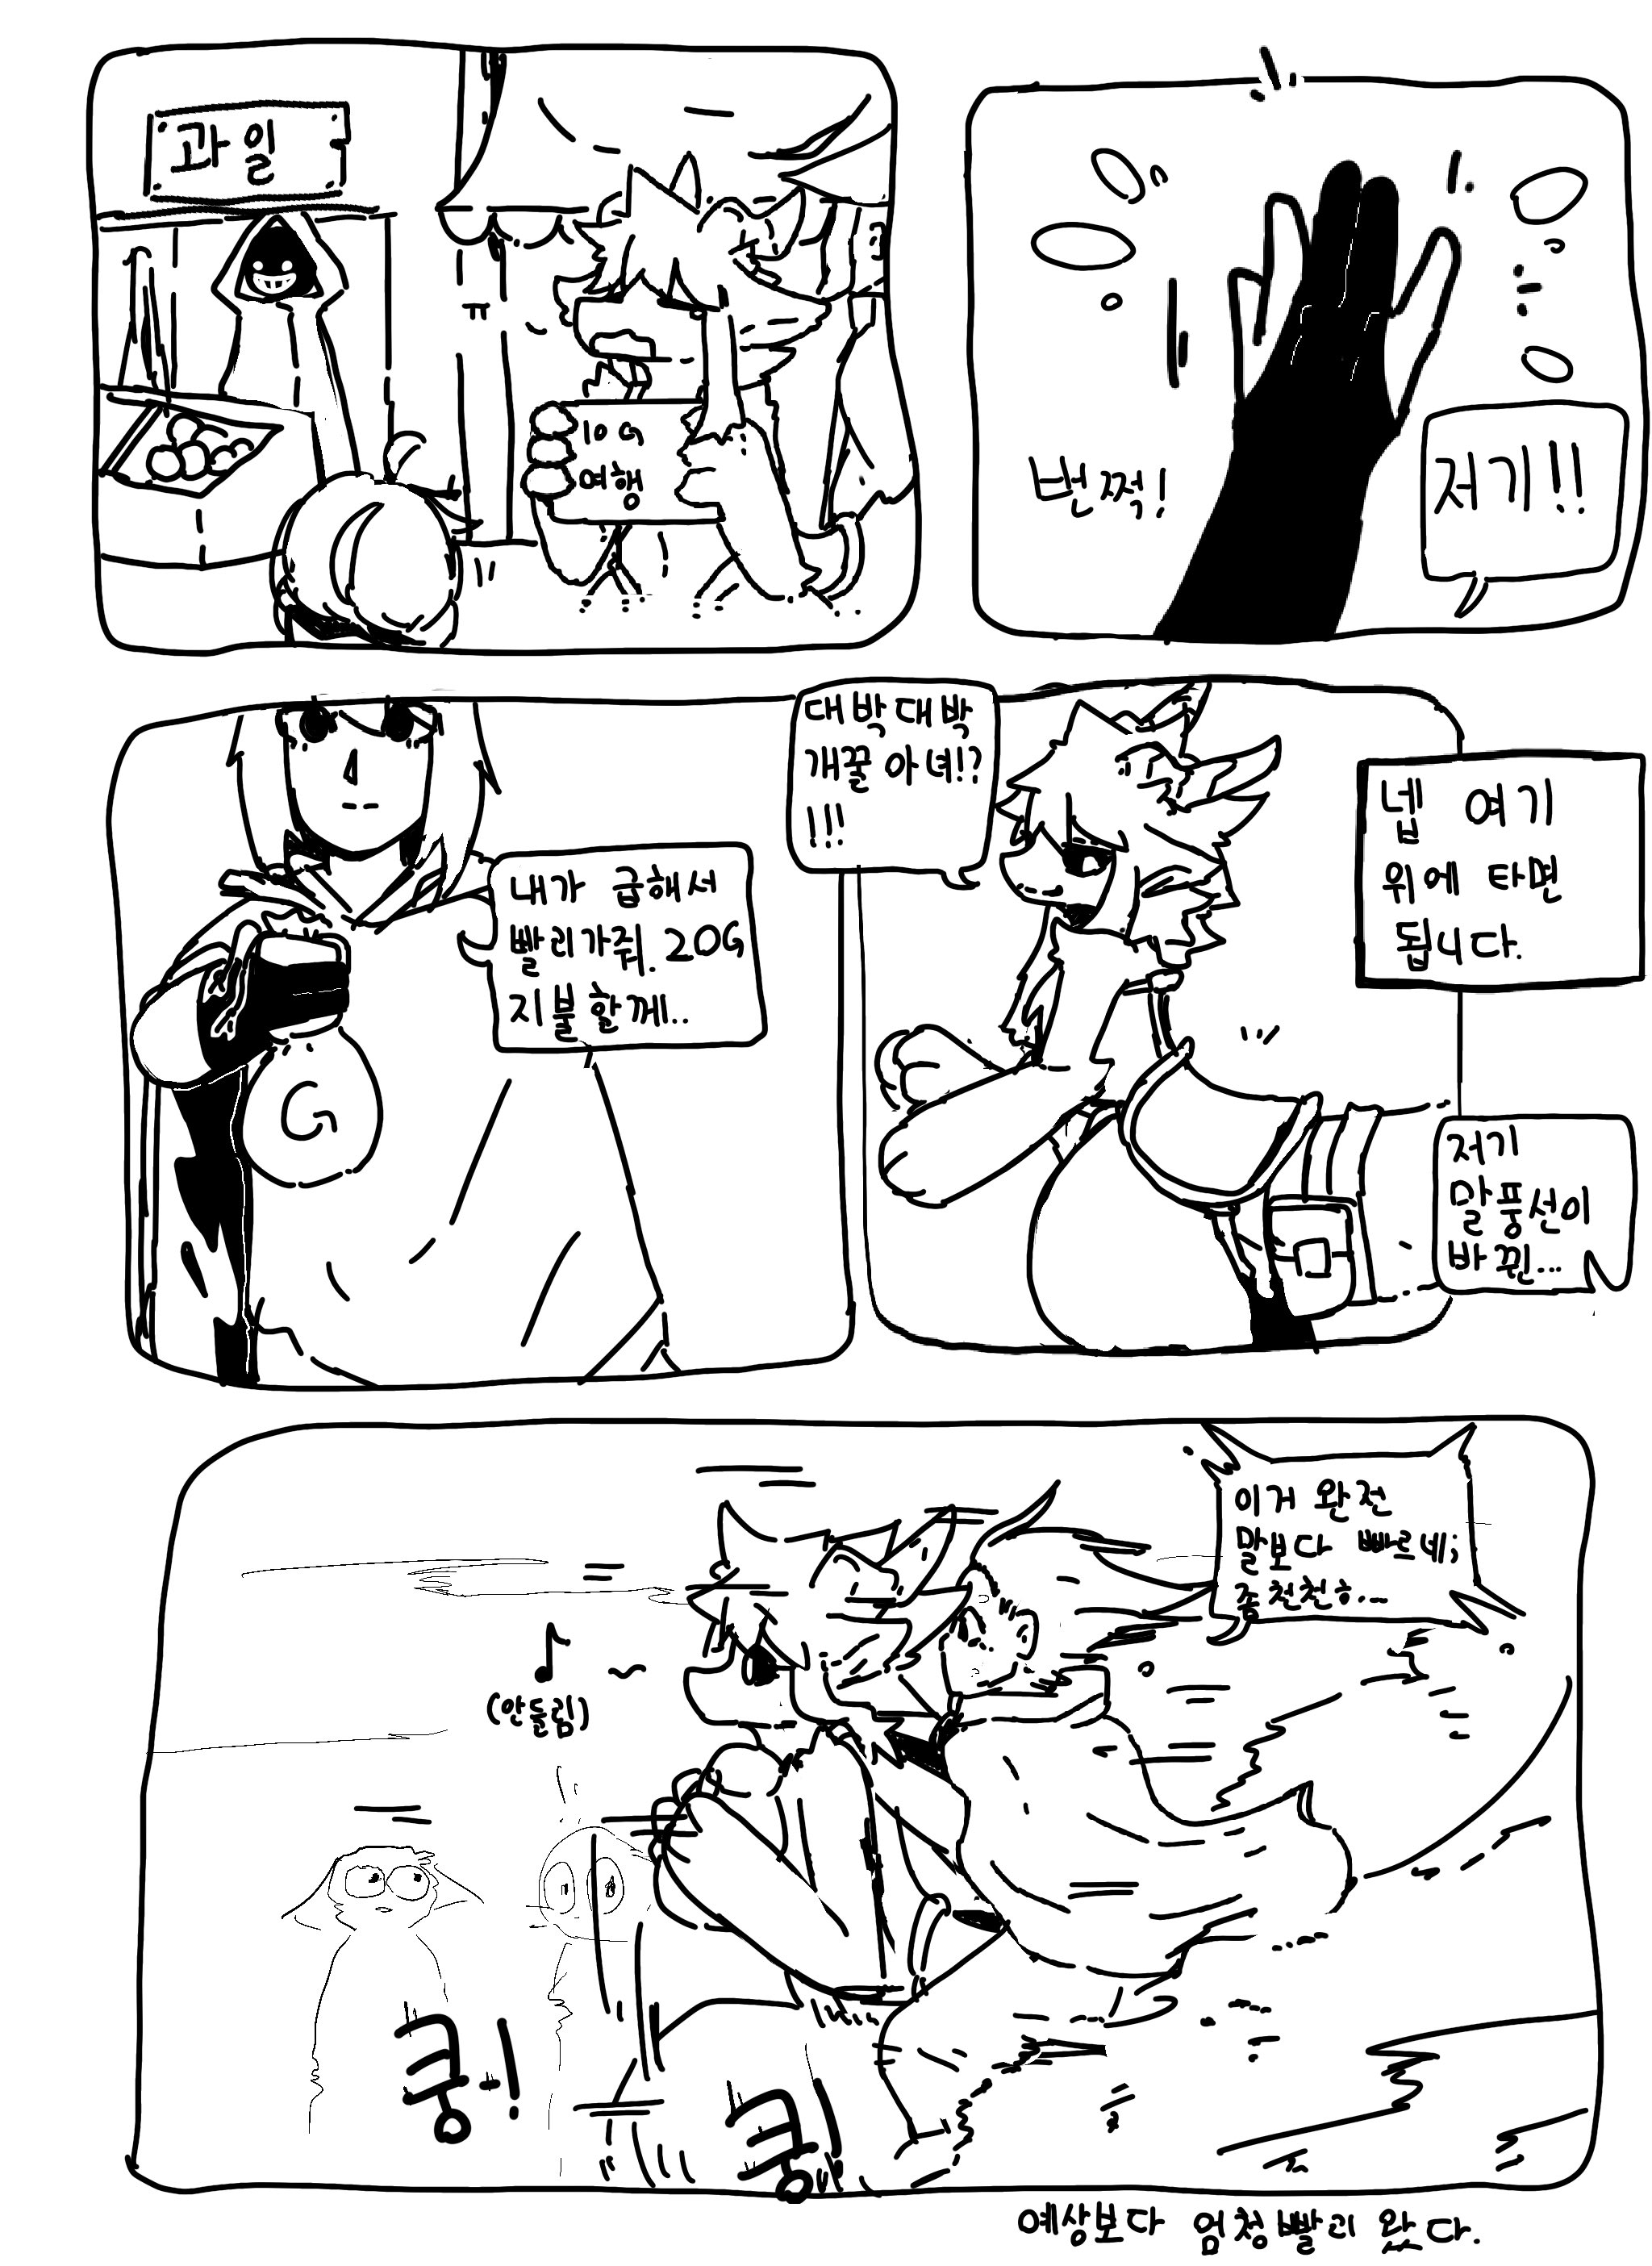 과일
10G
여행
번쩍!
저기!!
내가 급해서
빨리가줘. 20G
지불할께..
대박대박
개꿀아녀!?
!!!
넵 여기
위에 타면
됩니다.
저기
말풍선이
바뀐...
이거 완전
말보다 빠르네;
좀 천천히...
♪ ~
(안들림)
쿵-!
쿵!
예상보다 엄청빨리 왔다.